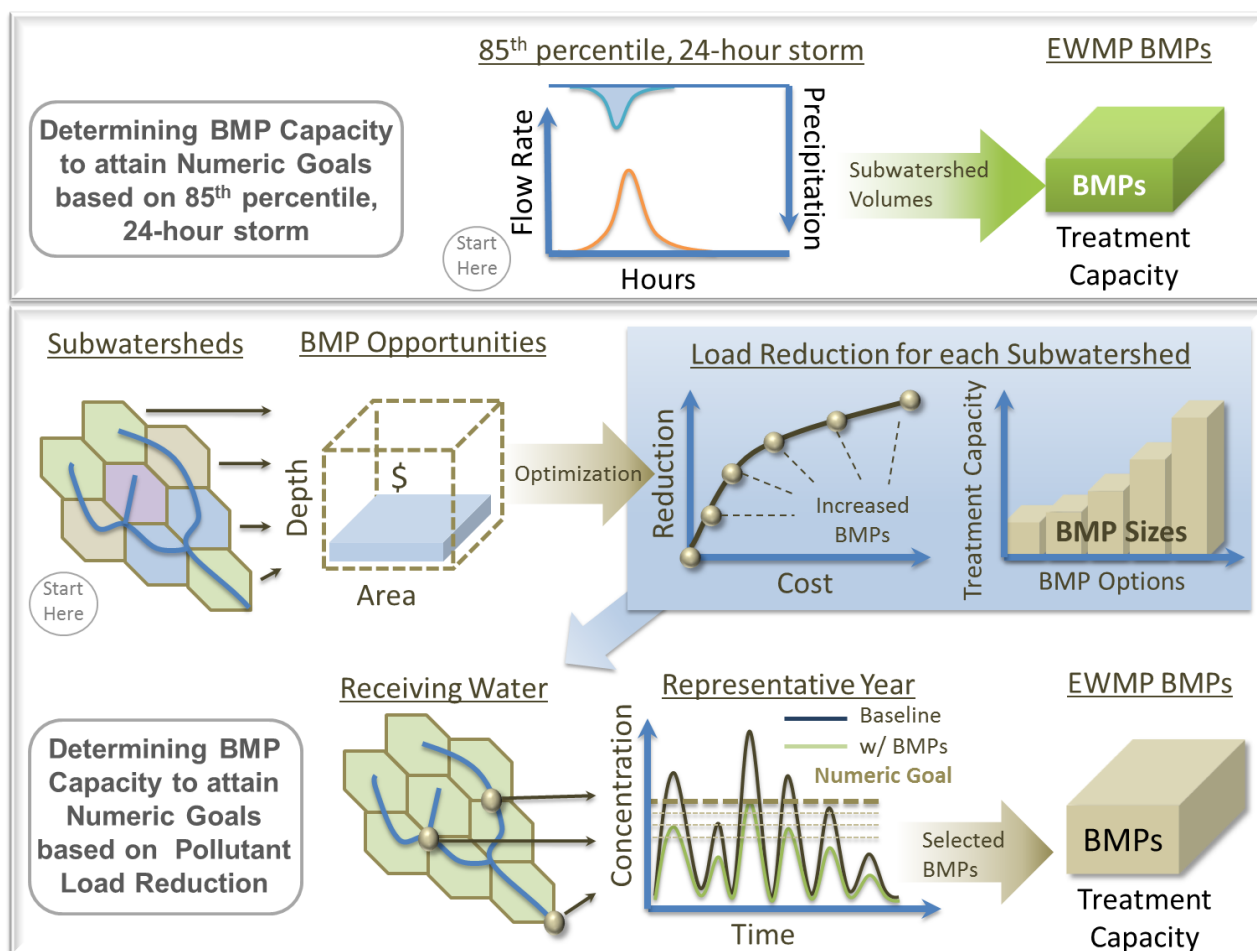 85th percentile, 24-hour storm
EWMP BMPs
Determining BMP Capacity
to attain Numeric Goals
based on 85th percentile,
24-hour storm
Start
Here
Flow Rate
Precipitation
Hours
Subwatershed
Volumes
BMPs
Treatment
Capacity
Subwatersheds
BMP Opportunities
Load Reduction for each Subwatershed
Start
Here
Depth
$
Area
Optimization
Reduction
Increased
BMPs
Cost
Treatment Capacity
BMP Sizes
BMP Options
Receiving Water
Representative Year
EWMP BMPs
Determining BMP
Capacity to attain
Numeric Goals
based on Pollutant
Load Reduction
Concentration
Baseline
w/ BMPs
Numeric Goal
Time
Selected
BMPs
BMPs
Treatment
Capacity